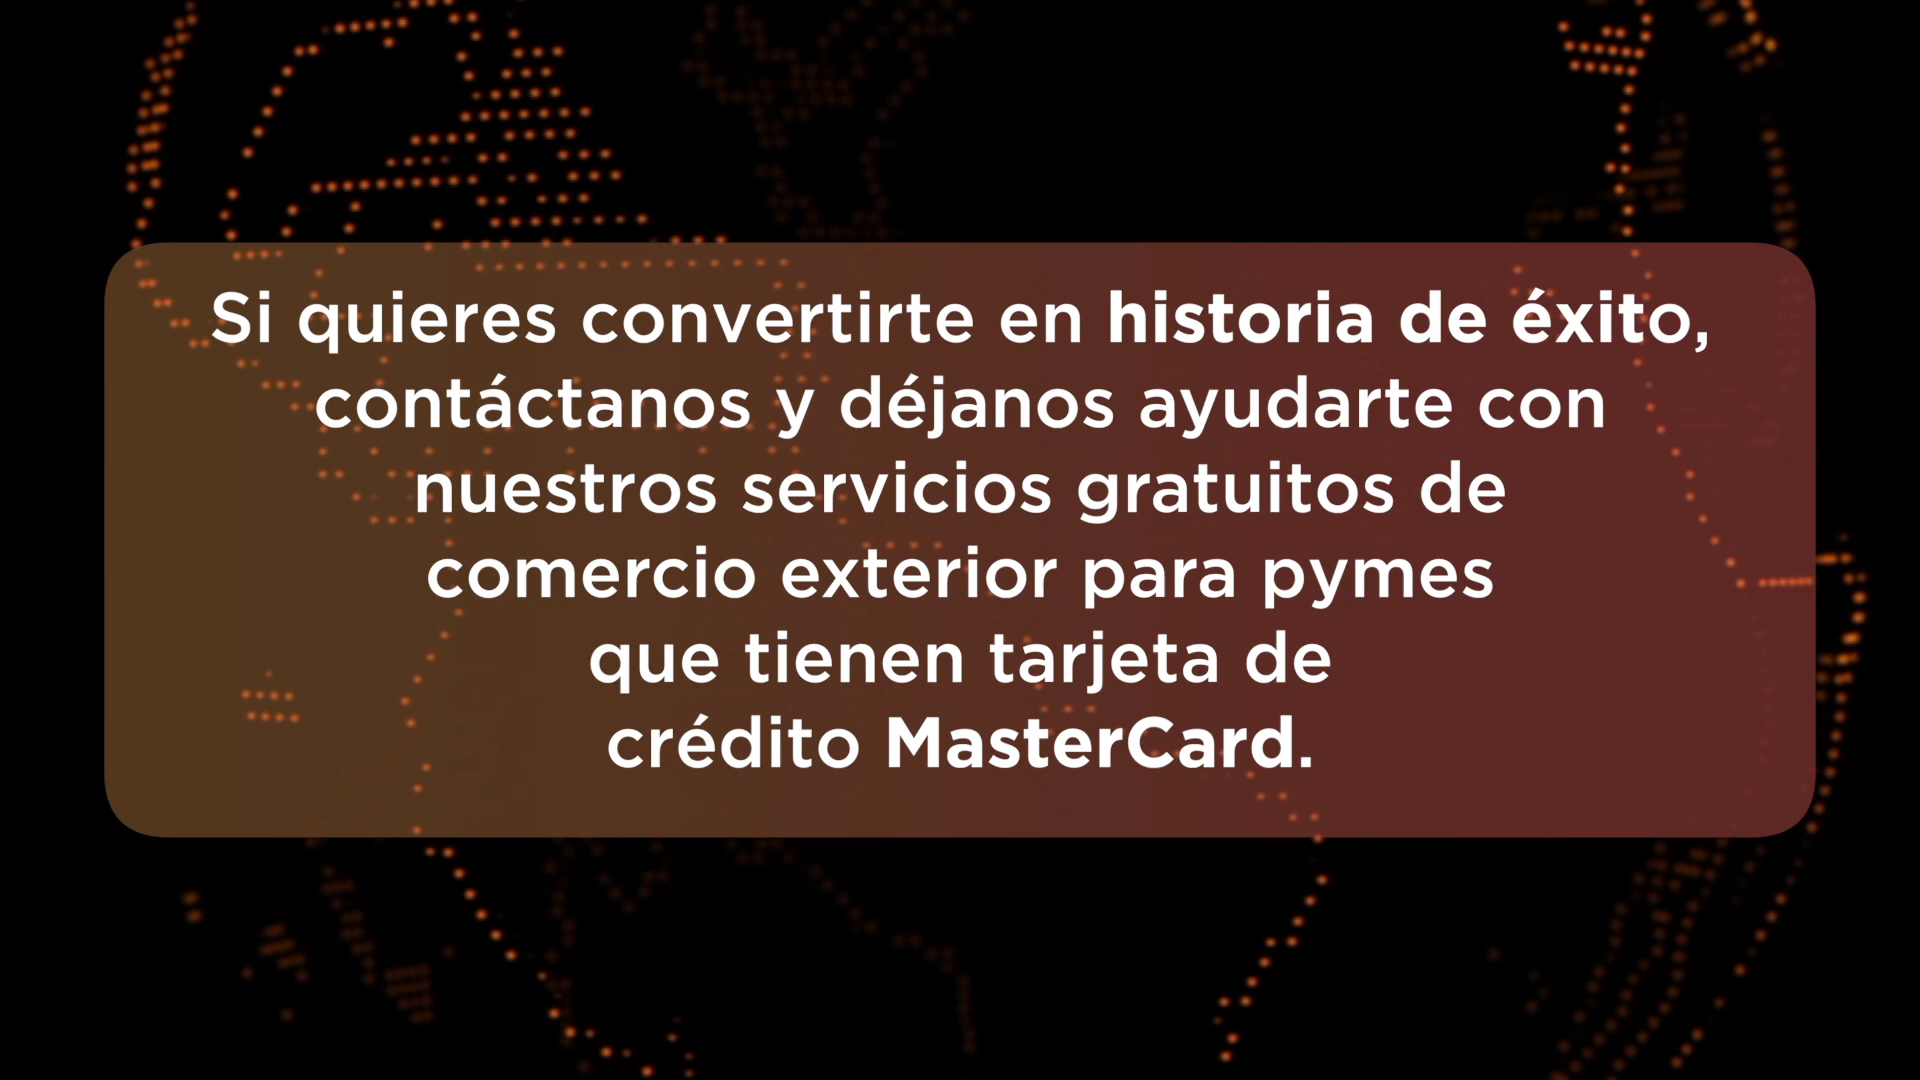 Si quieres convertirte en historia de éxito,
contáctanos y déjanos ayudarte con
nuestros servicios gratuitos de
comercio exterior para pymes
que tienen tarjeta de
crédito MasterCard.